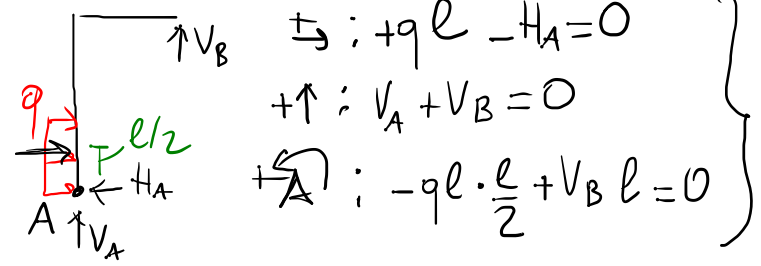 +→ : +qℓ - H_A = 0
V_B
+↑ : V_A + V_B = 0
q
ℓ/2
H_A
+A : -qℓ · ℓ/2 + V_B ℓ = 0
A
V_A